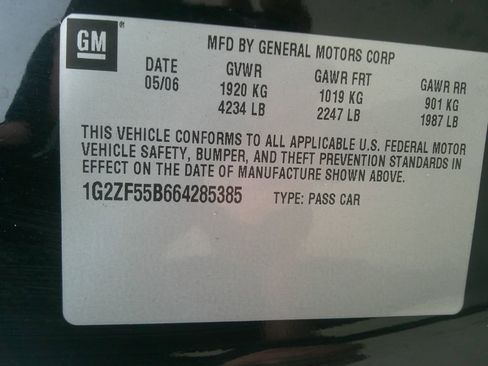 GM
MFD BY GENERAL MOTORS CORP
DATE GVWR GAWR FRT GAWR RR
05/06 1920 KG 1019 KG 901 KG
4234 LB 2247 LB 1987 LB
THIS VEHICLE CONFORMS TO ALL APPLICABLE U.S. FEDERAL MOTOR
VEHICLE SAFETY, BUMPER, AND THEFT PREVENTION STANDARDS IN
EFFECT ON THE DATE OF MANUFACTURE SHOWN ABOVE.
1G2ZF55B664285385 TYPE: PASS CAR